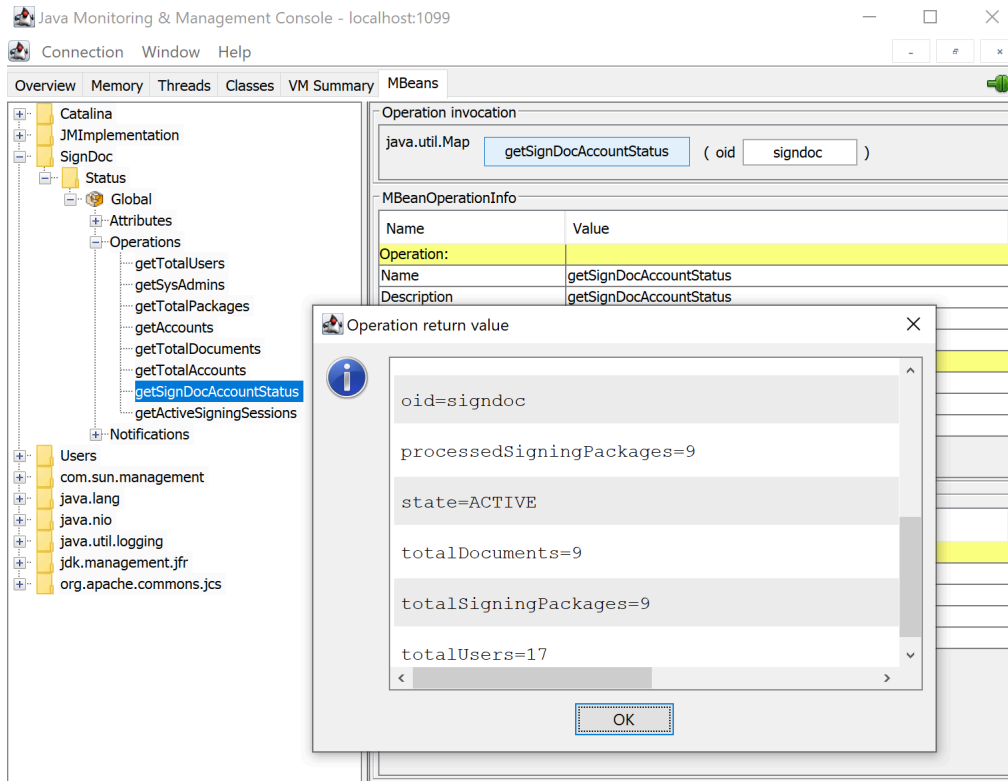 Java Monitoring & Management Console - localhost:1099
Connection Window Help
Overview Memory Threads Classes VM Summary MBeans
Catalina
JMImplementation
SignDoc
Status
Global
Attributes
Operations
getTotalUsers
getSysAdmins
getTotalPackages
getAccounts
getTotalDocuments
getTotalAccounts
getSignDocAccountStatus
getActiveSigningSessions
Notifications
Users
com.sun.management
java.lang
java.nio
java.util.logging
jdk.management.jfr
org.apache.commons.jcs
Operation invocation
java.util.Map getSignDocAccountStatus ( oid signdoc )
MBeanOperationInfo
Name Value
Operation:
Name getSignDocAccountStatus
Description getSignDocAccountStatus
Operation return value
oid=signdoc
processedSigningPackages=9
state=ACTIVE
totalDocuments=9
totalSigningPackages=9
totalUsers=17
OK